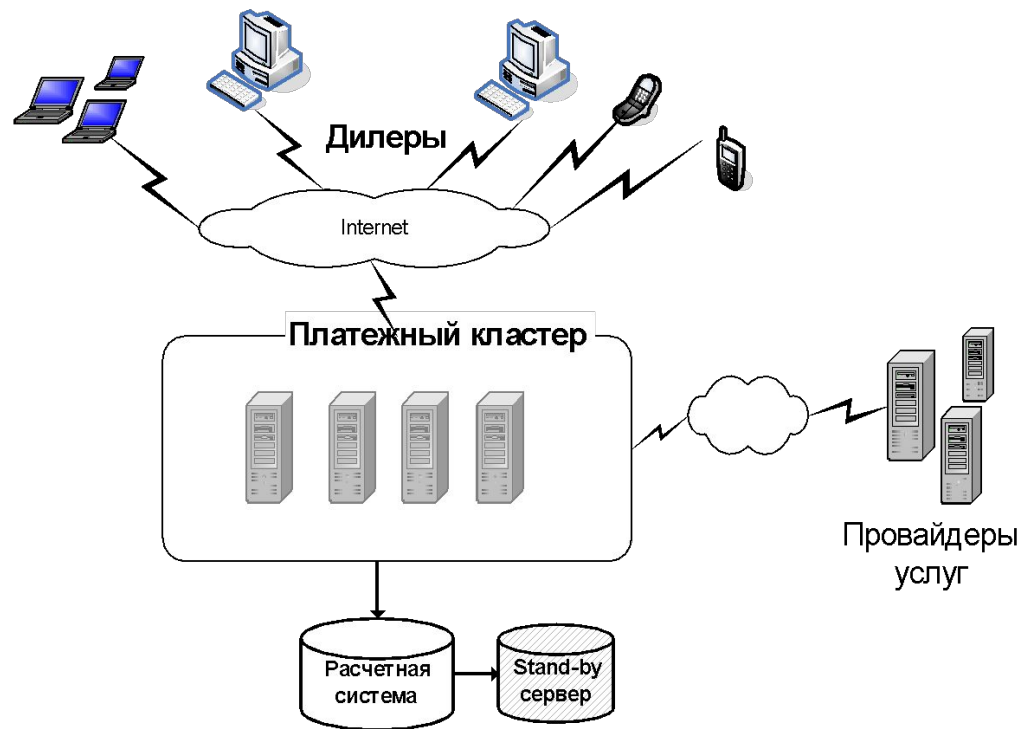 Дилеры
Internet
Платежный кластер
Провайдеры
услуг
Расчетная
система
Stand-by
сервер